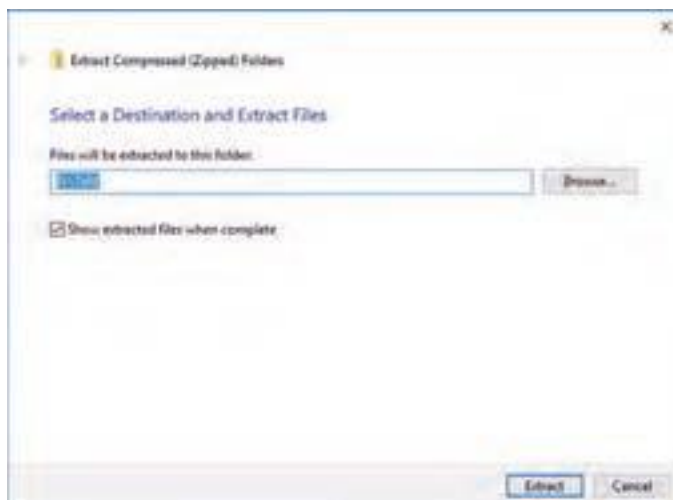 Extract Compressed (Zipped) Folders
Select a Destination and Extract Files
Files will be extracted to this folder:
Browse...
Show extracted files when complete
Extract
Cancel